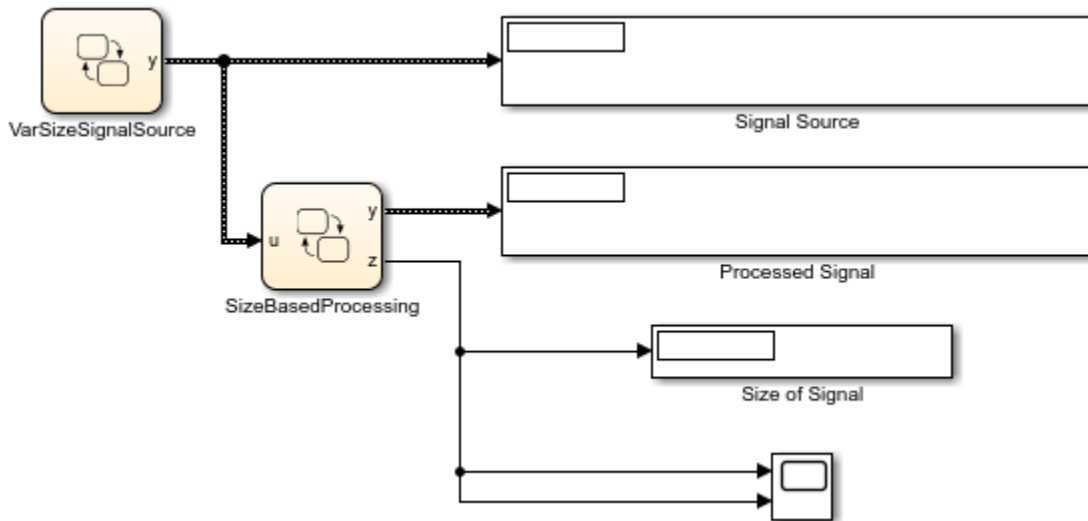 y
VarSizeSignalSource
Signal Source
u
y
z
SizeBasedProcessing
Processed Signal
Size of Signal